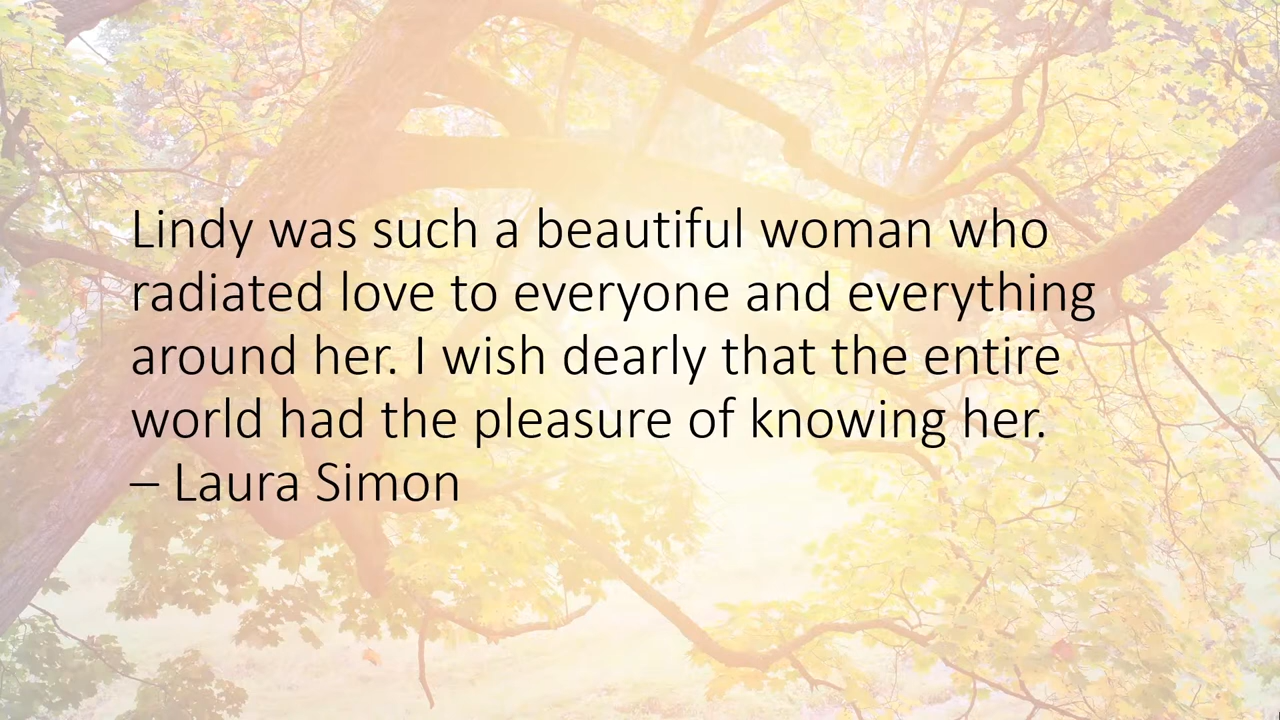 Lindy was such a beautiful woman who
radiated love to everyone and everything
around her. I wish dearly that the entire
world had the pleasure of knowing her.
– Laura Simon